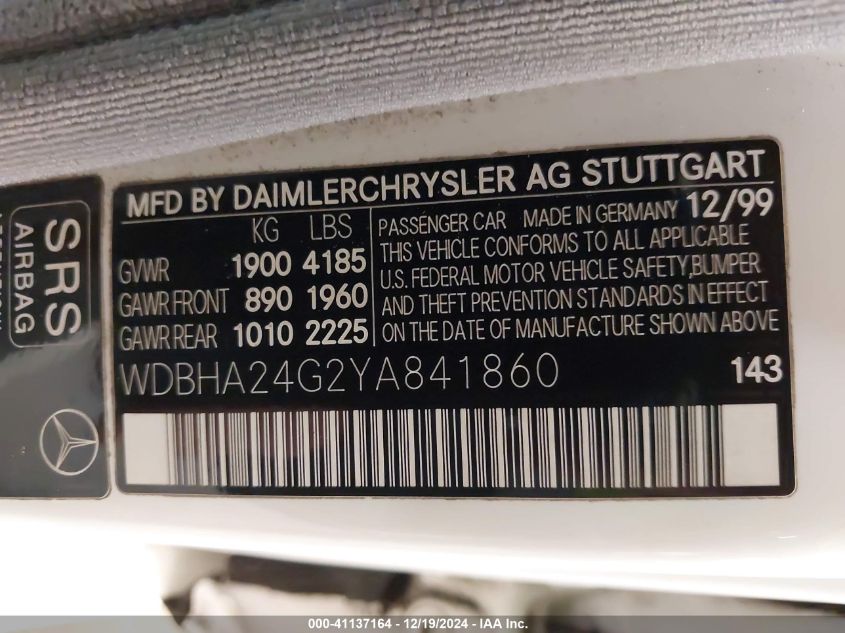 MFD BY DAIMLERCHRYSLER AG STUTTGART
KG LBS
GVWR 1900 4185
GAWR FRONT 890 1960
GAWR REAR 1010 2225
PASSENGER CAR MADE IN GERMANY 12/99
THIS VEHICLE CONFORMS TO ALL APPLICABLE
U.S. FEDERAL MOTOR VEHICLE SAFETY,BUMPER
AND THEFT PREVENTION STANDARDS IN EFFECT
ON THE DATE OF MANUFACTURE SHOWN ABOVE
WDBHA24G2YA841860 143
SRS
AIRBAG
000-41137164 - 12/19/2024 - IAA Inc.